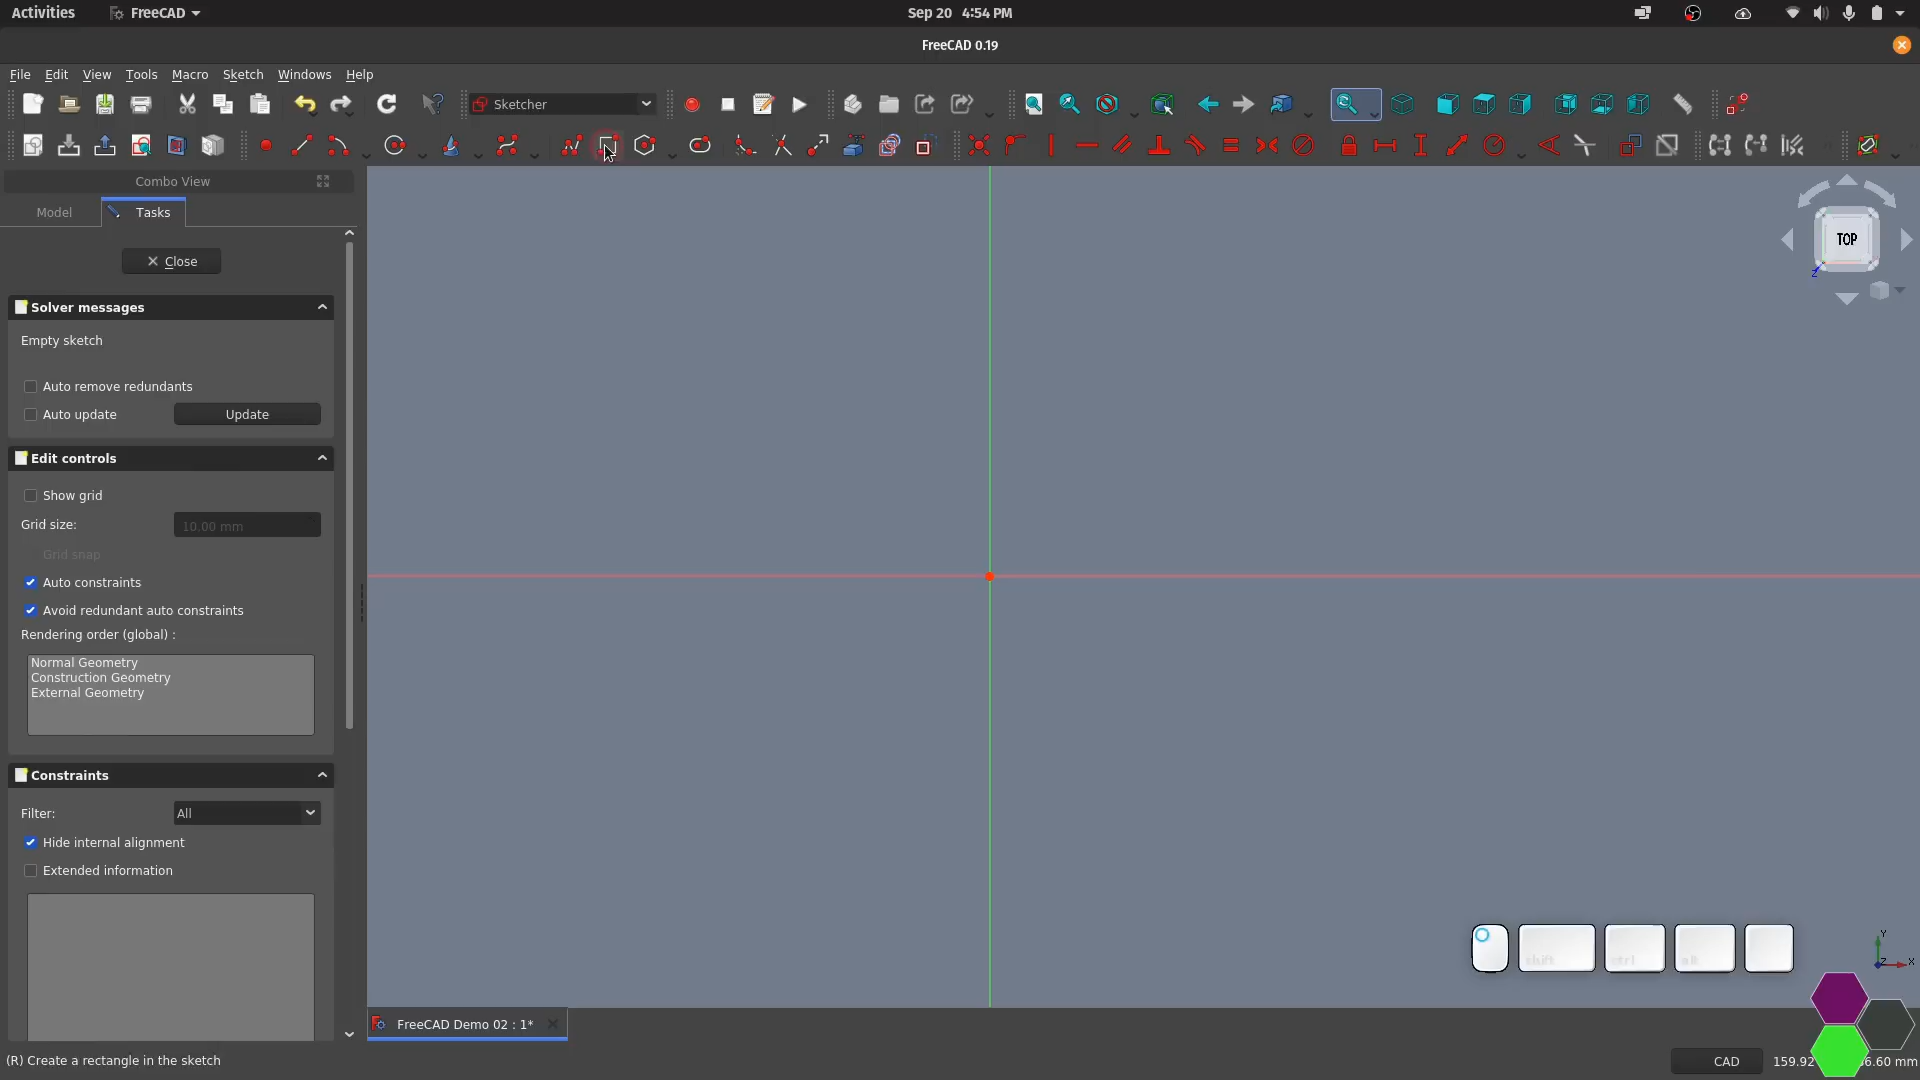 Activities FreeCAD Sep 20 4:54 PM
FreeCAD 0.19
File Edit View Tools Macro Sketch Windows Help
Sketcher
Combo View
Model Tasks
Close
Solver messages
Empty sketch
Auto remove redundants
Auto update Update
Edit controls
Show grid
Grid size: 10.00 mm
Grid snap
Auto constraints
Avoid redundant auto constraints
Rendering order (global) :
Normal Geometry
Construction Geometry
External Geometry
Constraints
Filter: All
Hide internal alignment
Extended information
TOP
Z
shift ctrl alt
Y
Z X
FreeCAD Demo 02 : 1*
(R) Create a rectangle in the sketch
CAD 159.92 6.60 mm